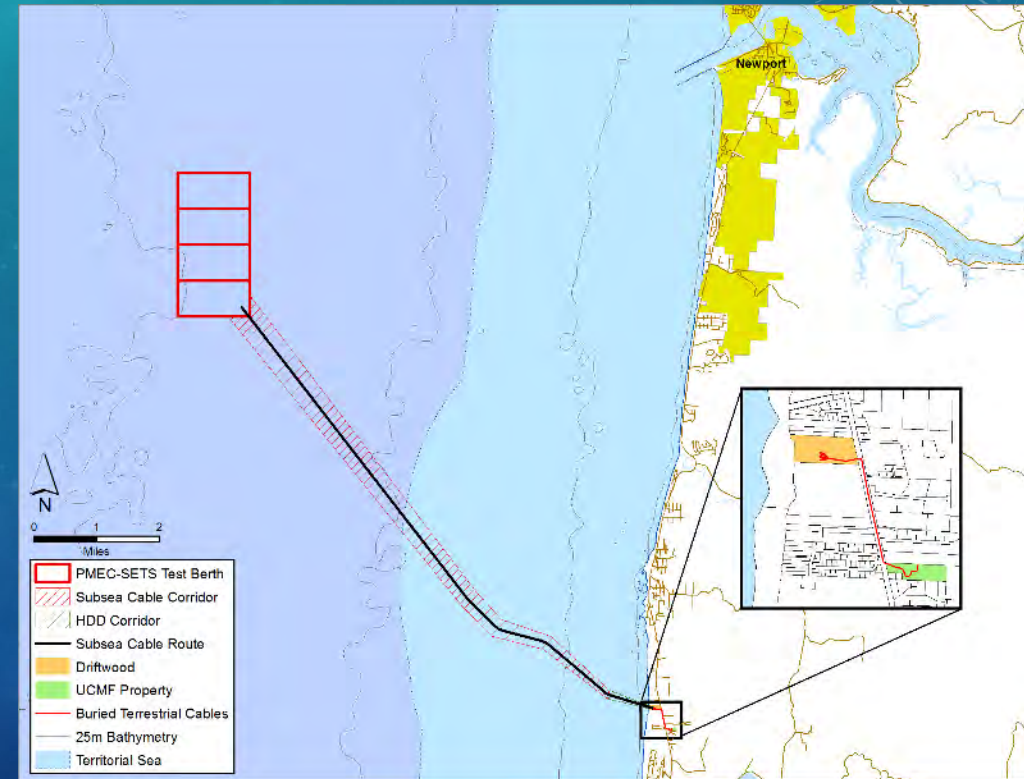 Newport
N
0 1 2
Miles
PMEC-SETS Test Berth
Subsea Cable Corridor
HDD Corridor
Subsea Cable Route
Driftwood
UCMF Property
Buried Terrestrial Cables
25m Bathymetry
Territorial Sea